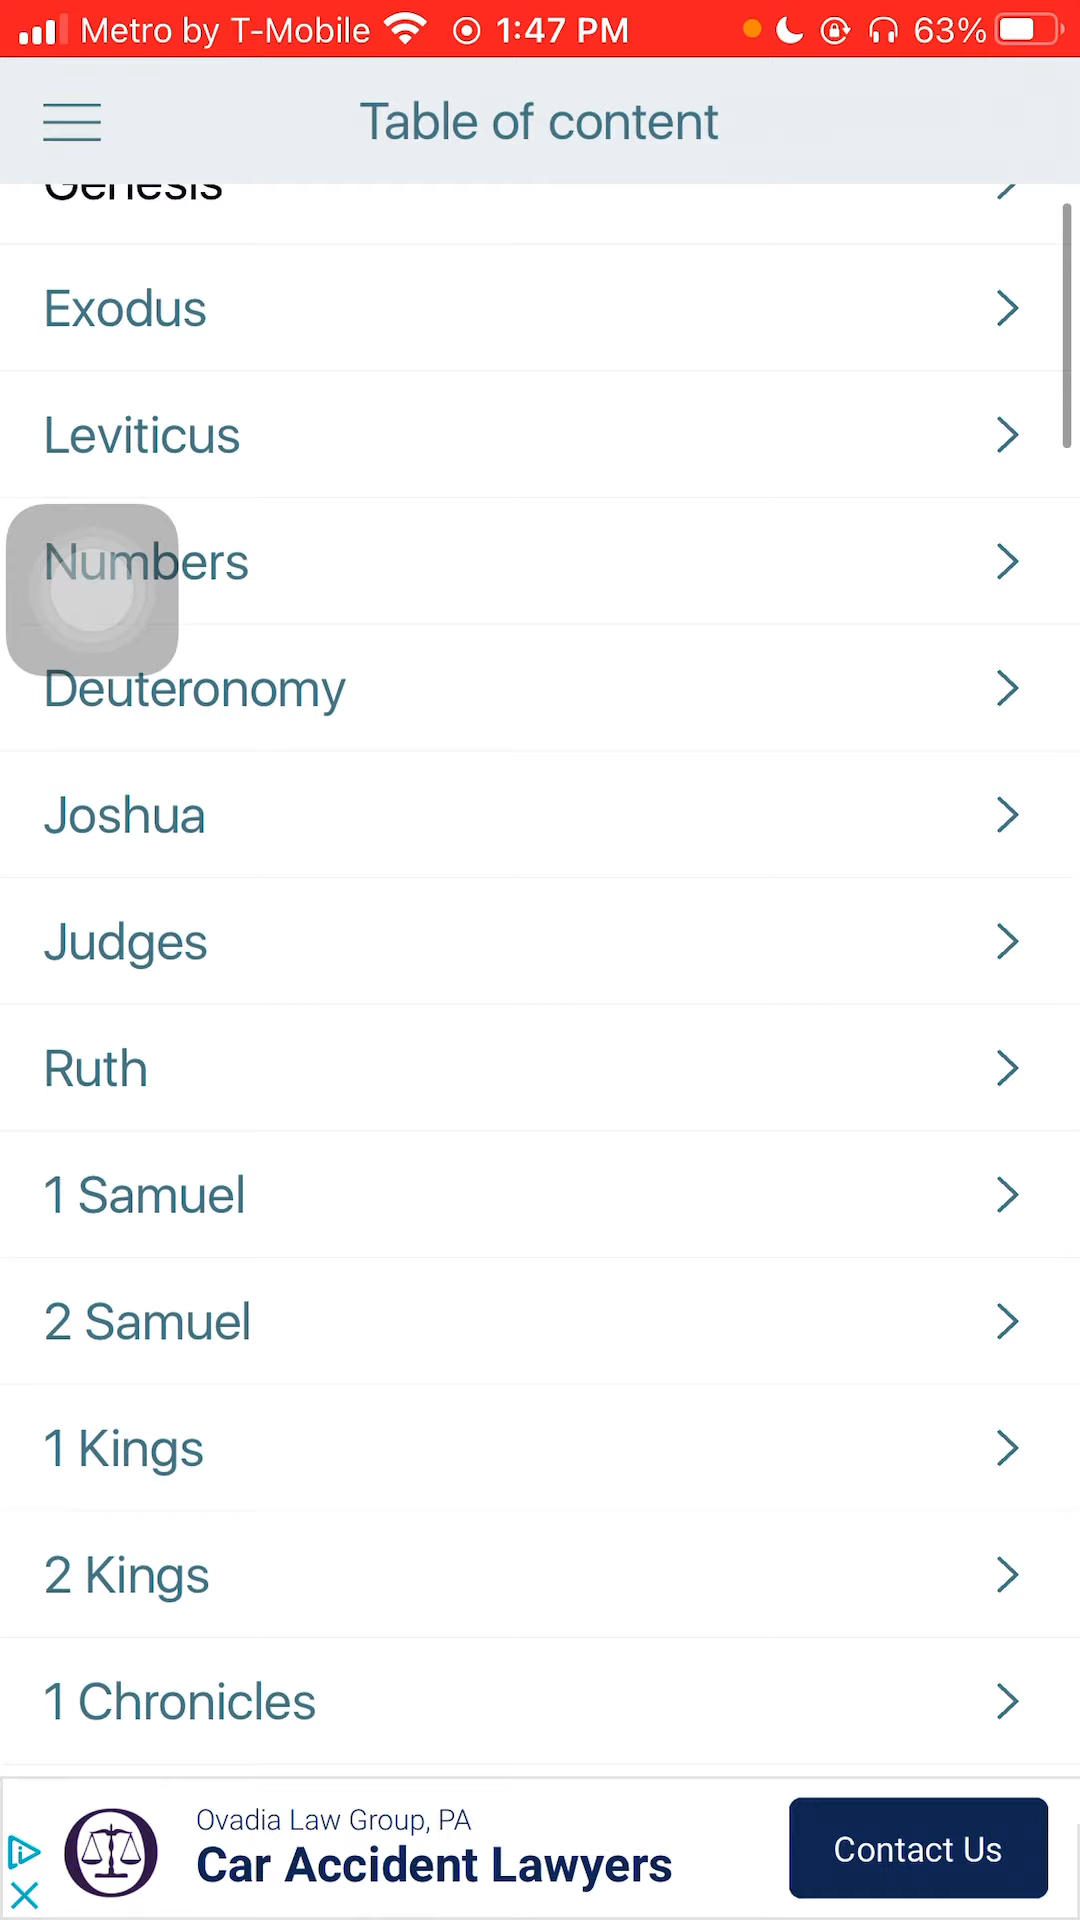 Metro by T-Mobile 1:47 PM 63%
Table of content
Genesis
Exodus
Leviticus
Numbers
Deuteronomy
Joshua
Judges
Ruth
1 Samuel
2 Samuel
1 Kings
2 Kings
1 Chronicles
Ovadia Law Group, PA
Car Accident Lawyers
Contact Us